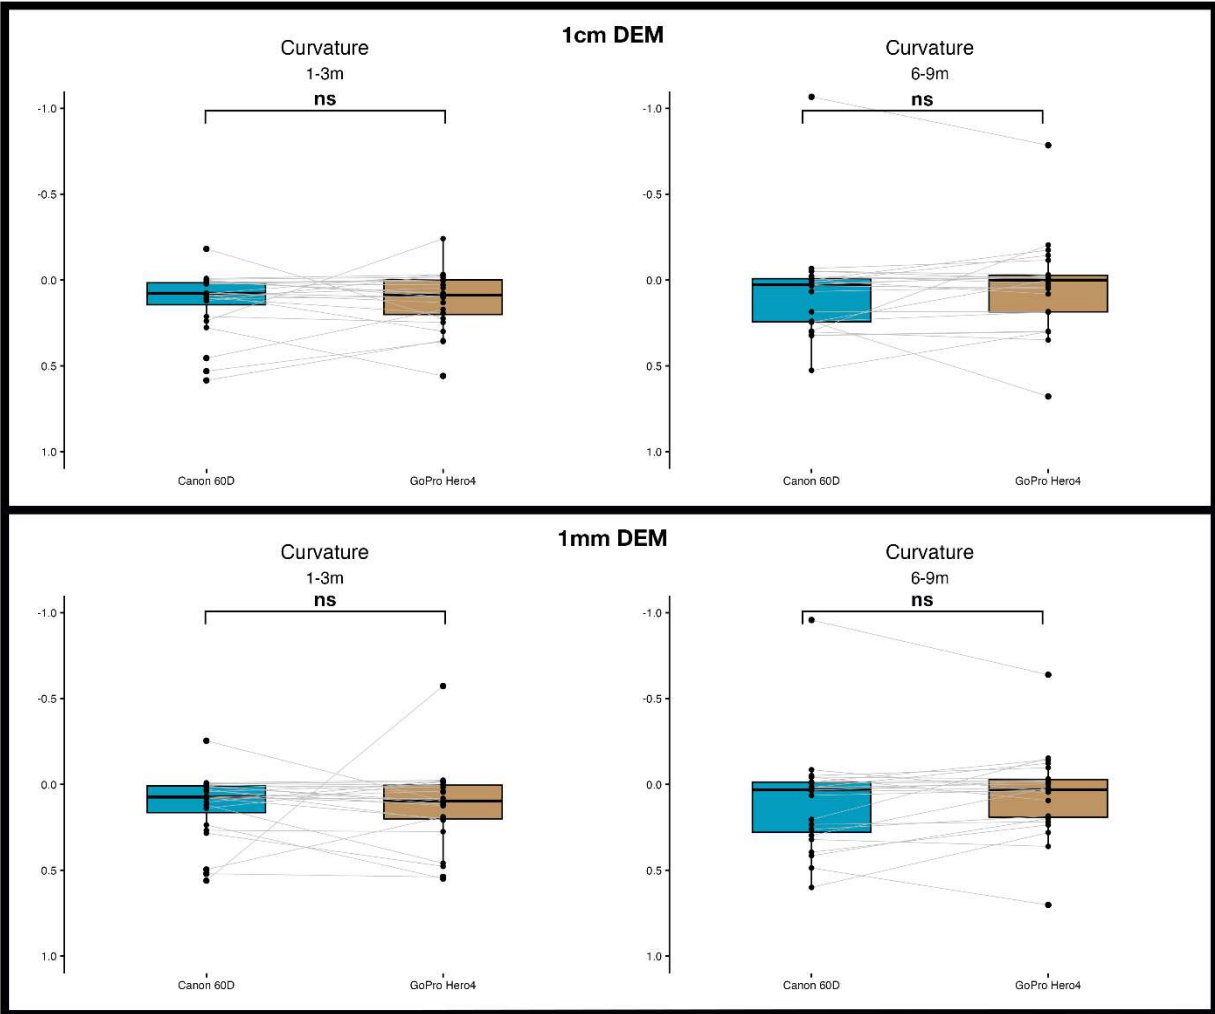 1cm DEM
Curvature
1-3m
ns
-1.0
-0.5
0.0
0.5
1.0
Canon 60D
GoPro Hero4
Curvature
6-9m
ns
-1.0
-0.5
0.0
0.5
1.0
Canon 60D
GoPro Hero4
1mm DEM
Curvature
1-3m
ns
-1.0
-0.5
0.0
0.5
1.0
Canon 60D
GoPro Hero4
Curvature
6-9m
ns
-1.0
-0.5
0.0
0.5
1.0
Canon 60D
GoPro Hero4